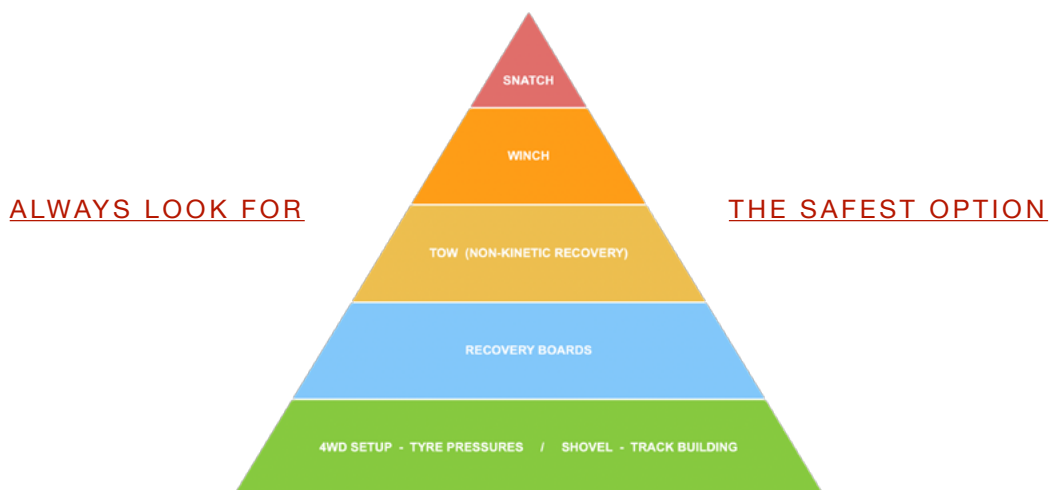 SNATCH
WINCH
ALWAYS LOOK FOR
THE SAFEST OPTION
TOW (NON-KINETIC RECOVERY)
RECOVERY BOARDS
4WD SETUP - TYRE PRESSURES / SHOVEL - TRACK BUILDING